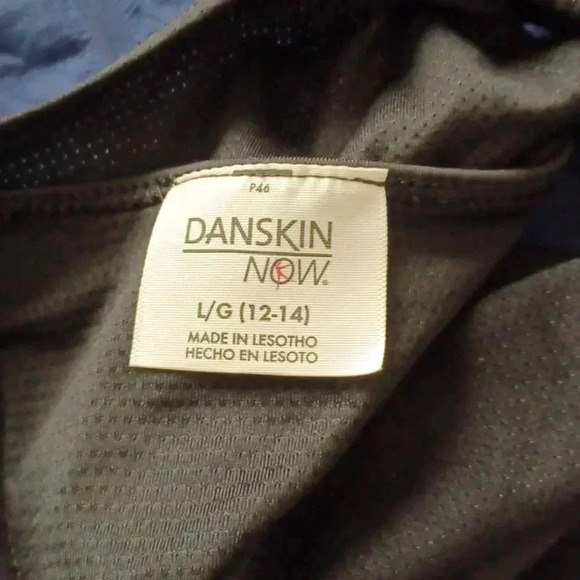 P46
DANSKIN
NOW®
L/G (12-14)
MADE IN LESOTHO
HECHO EN LESOTO